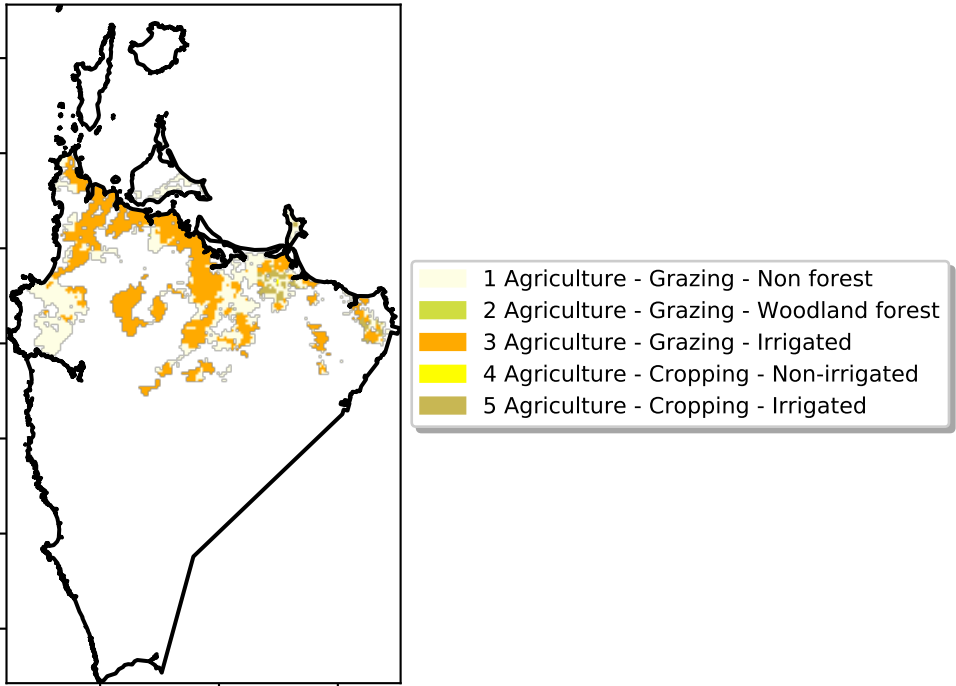 1 Agriculture - Grazing - Non forest
2 Agriculture - Grazing - Woodland forest
3 Agriculture - Grazing - Irrigated
4 Agriculture - Cropping - Non-irrigated
5 Agriculture - Cropping - Irrigated